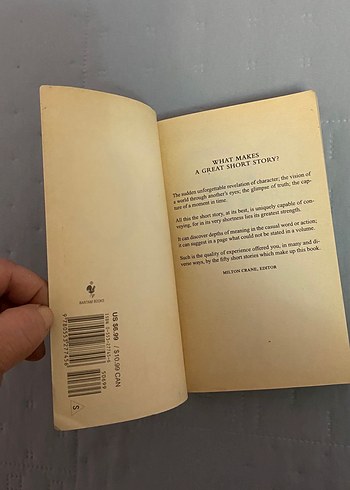 WHAT MAKES
A GREAT SHORT STORY?
The sudden unforgettable revelation of character; the vision of
a world through another's eyes; the glimpse of truth; the cap-
ture of a moment in time.
All this the short story, at its best, is uniquely capable of con-
veying, for in its very shortness lies its greatest strength.
It can discover depths of meaning in the casual word or action;
it can suggest in a page what could not be stated in a volume.
Such is the quality of experience offered you, in many and di-
verse ways, by the fifty short stories which make up this book.
MILTON CRANE, EDITOR
BANTAM BOOKS
US $6.99 / $10.99 CAN
50699
S